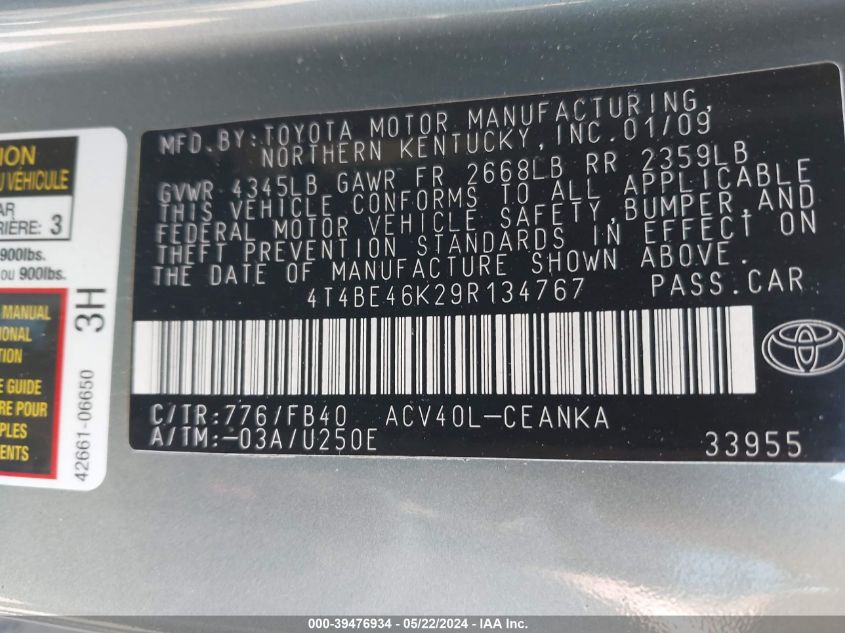 MFD.BY:TOYOTA MOTOR MANUFACTURING,
NORTHERN KENTUCKY,INC.01/09
GVWR 4345LB GAWR FR 2668LB RR 2359LB
THIS VEHICLE CONFORMS TO ALL APPLICABLE
FEDERAL MOTOR VEHICLE SAFETY,BUMPER,AND
THEFT PREVENTION STANDARDS IN EFFECT ON
THE DATE OF MANUFACTURE SHOWN ABOVE.
4T4BE46K29R134767 PASS.CAR
C/TR:776/FB40 ACV40L-CEANKA
A/TM:-03A/U250E 33955
ION
U VÉHICULE
AR
RIÈRE: 3
900lbs.
ou 900lbs.
MANUAL
IONAL
TION
E GUIDE
RE POUR
PLES
ENTS
3H
42661-06650
000-39476934 - 05/22/2024 - IAA Inc.